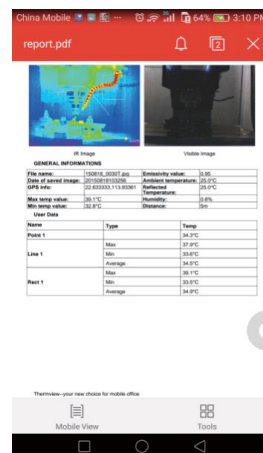 China Mobile 64% 3:10 PM
report.pdf 2
IR Image Visible Image
GENERAL INFORMATIONS
File name: 150818_0030T.jpg Emissivity value: 0.95
Date of saved image: 20150818103256 Ambient temperature: 25.0°C
GPS info: 22.633333,113.93361 Reflected Temperature: 25.0°C
Max temp value: 39.1°C Humidity: 0.6%
Min temp value: 32.8°C Distance: 5m
User Data
Name Type Temp
Point 1 34.3°C
Max 37.9°C
Line 1 Min 33.6°C
Average 34.5°C
Max 39.1°C
Rect 1 Min 33.5°C
Average 34.9°C
Thermview--your new choice for mobile office
Mobile View Tools